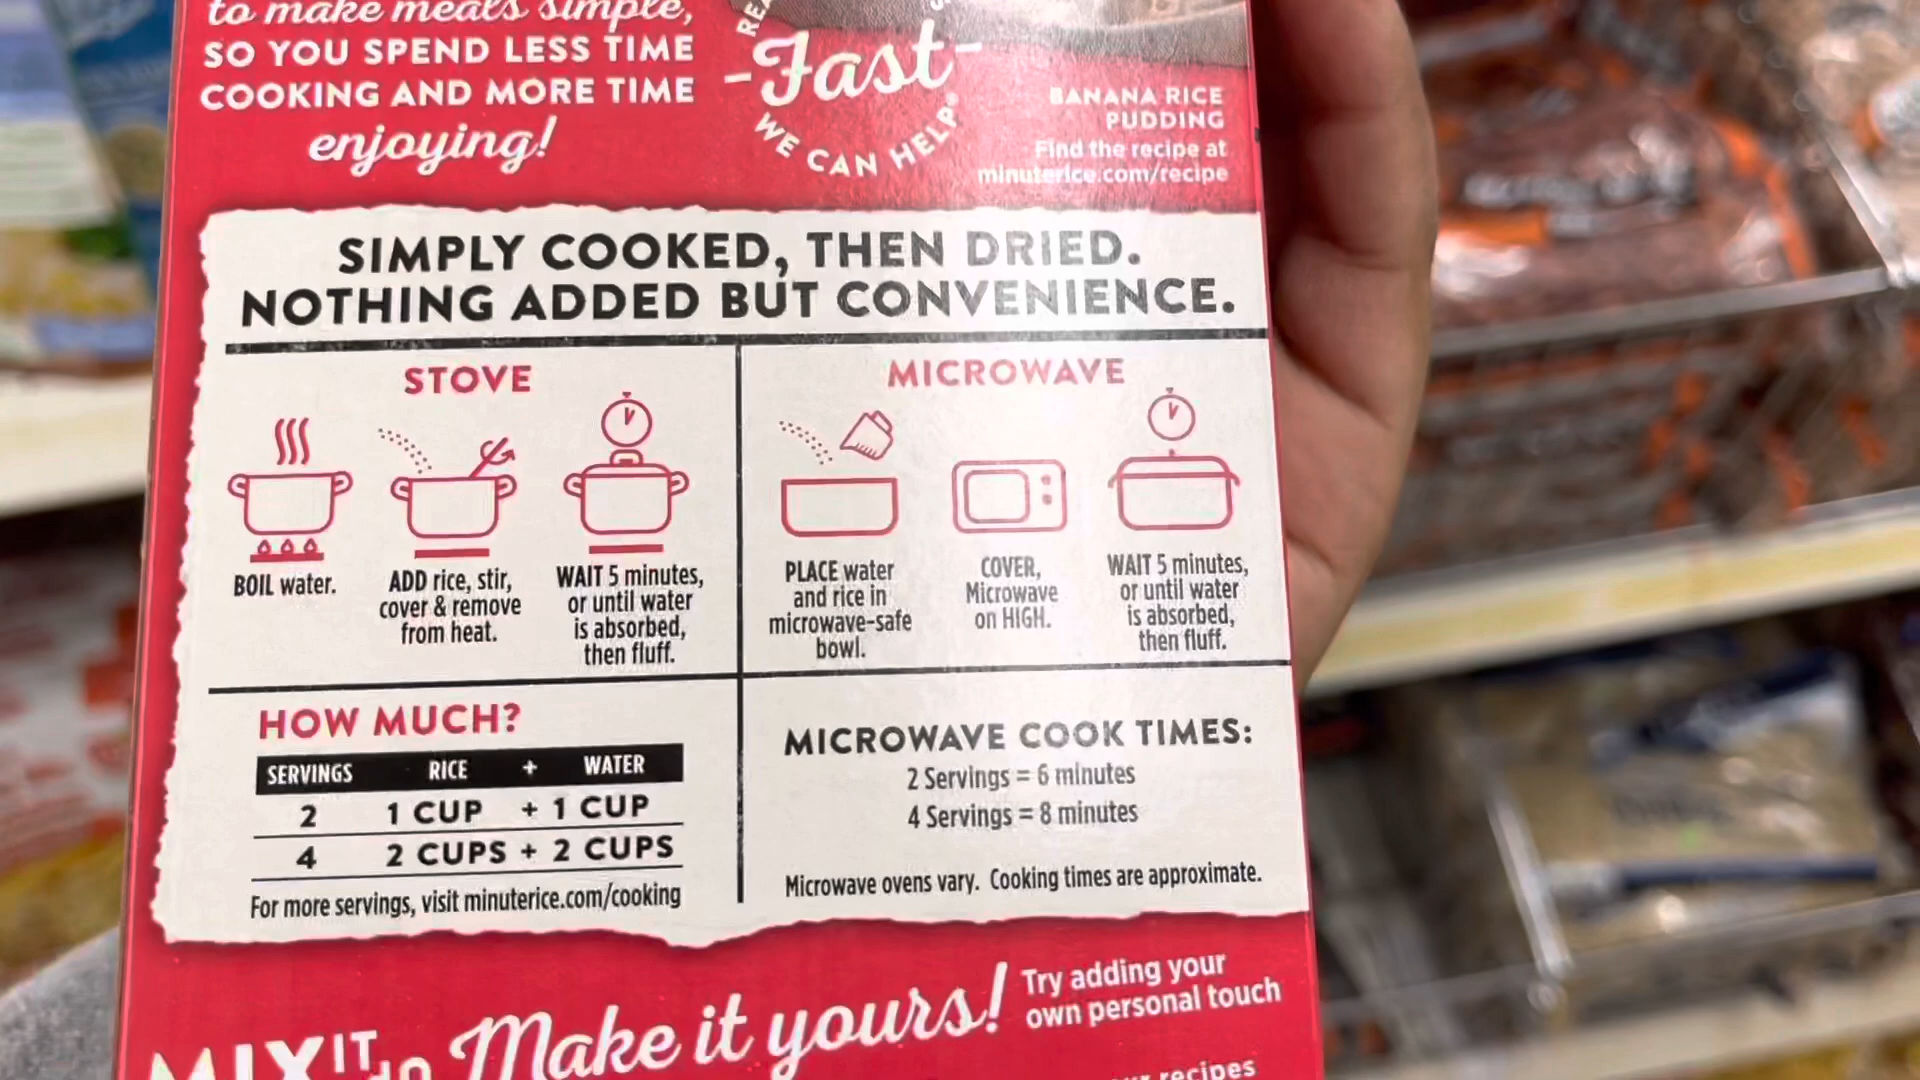 to make meals simple,
SO YOU SPEND LESS TIME
COOKING AND MORE TIME
enjoying!
Fast
WE CAN HELP®
BANANA RICE
PUDDING
Find the recipe at
minuterice.com/recipe
SIMPLY COOKED, THEN DRIED.
NOTHING ADDED BUT CONVENIENCE.
STOVE
BOIL water.
ADD rice, stir,
cover & remove
from heat.
WAIT 5 minutes,
or until water
is absorbed,
then fluff.
MICROWAVE
PLACE water
and rice in
microwave-safe
bowl.
COVER,
Microwave
on HIGH.
WAIT 5 minutes,
or until water
is absorbed,
then fluff.
HOW MUCH?
SERVINGS RICE + WATER
2 1 CUP + 1 CUP
4 2 CUPS + 2 CUPS
For more servings, visit minuterice.com/cooking
MICROWAVE COOK TIMES:
2 Servings = 6 minutes
4 Servings = 8 minutes
Microwave ovens vary. Cooking times are approximate.
MIX IT
Make it yours!
Try adding your
own personal touch
recipes